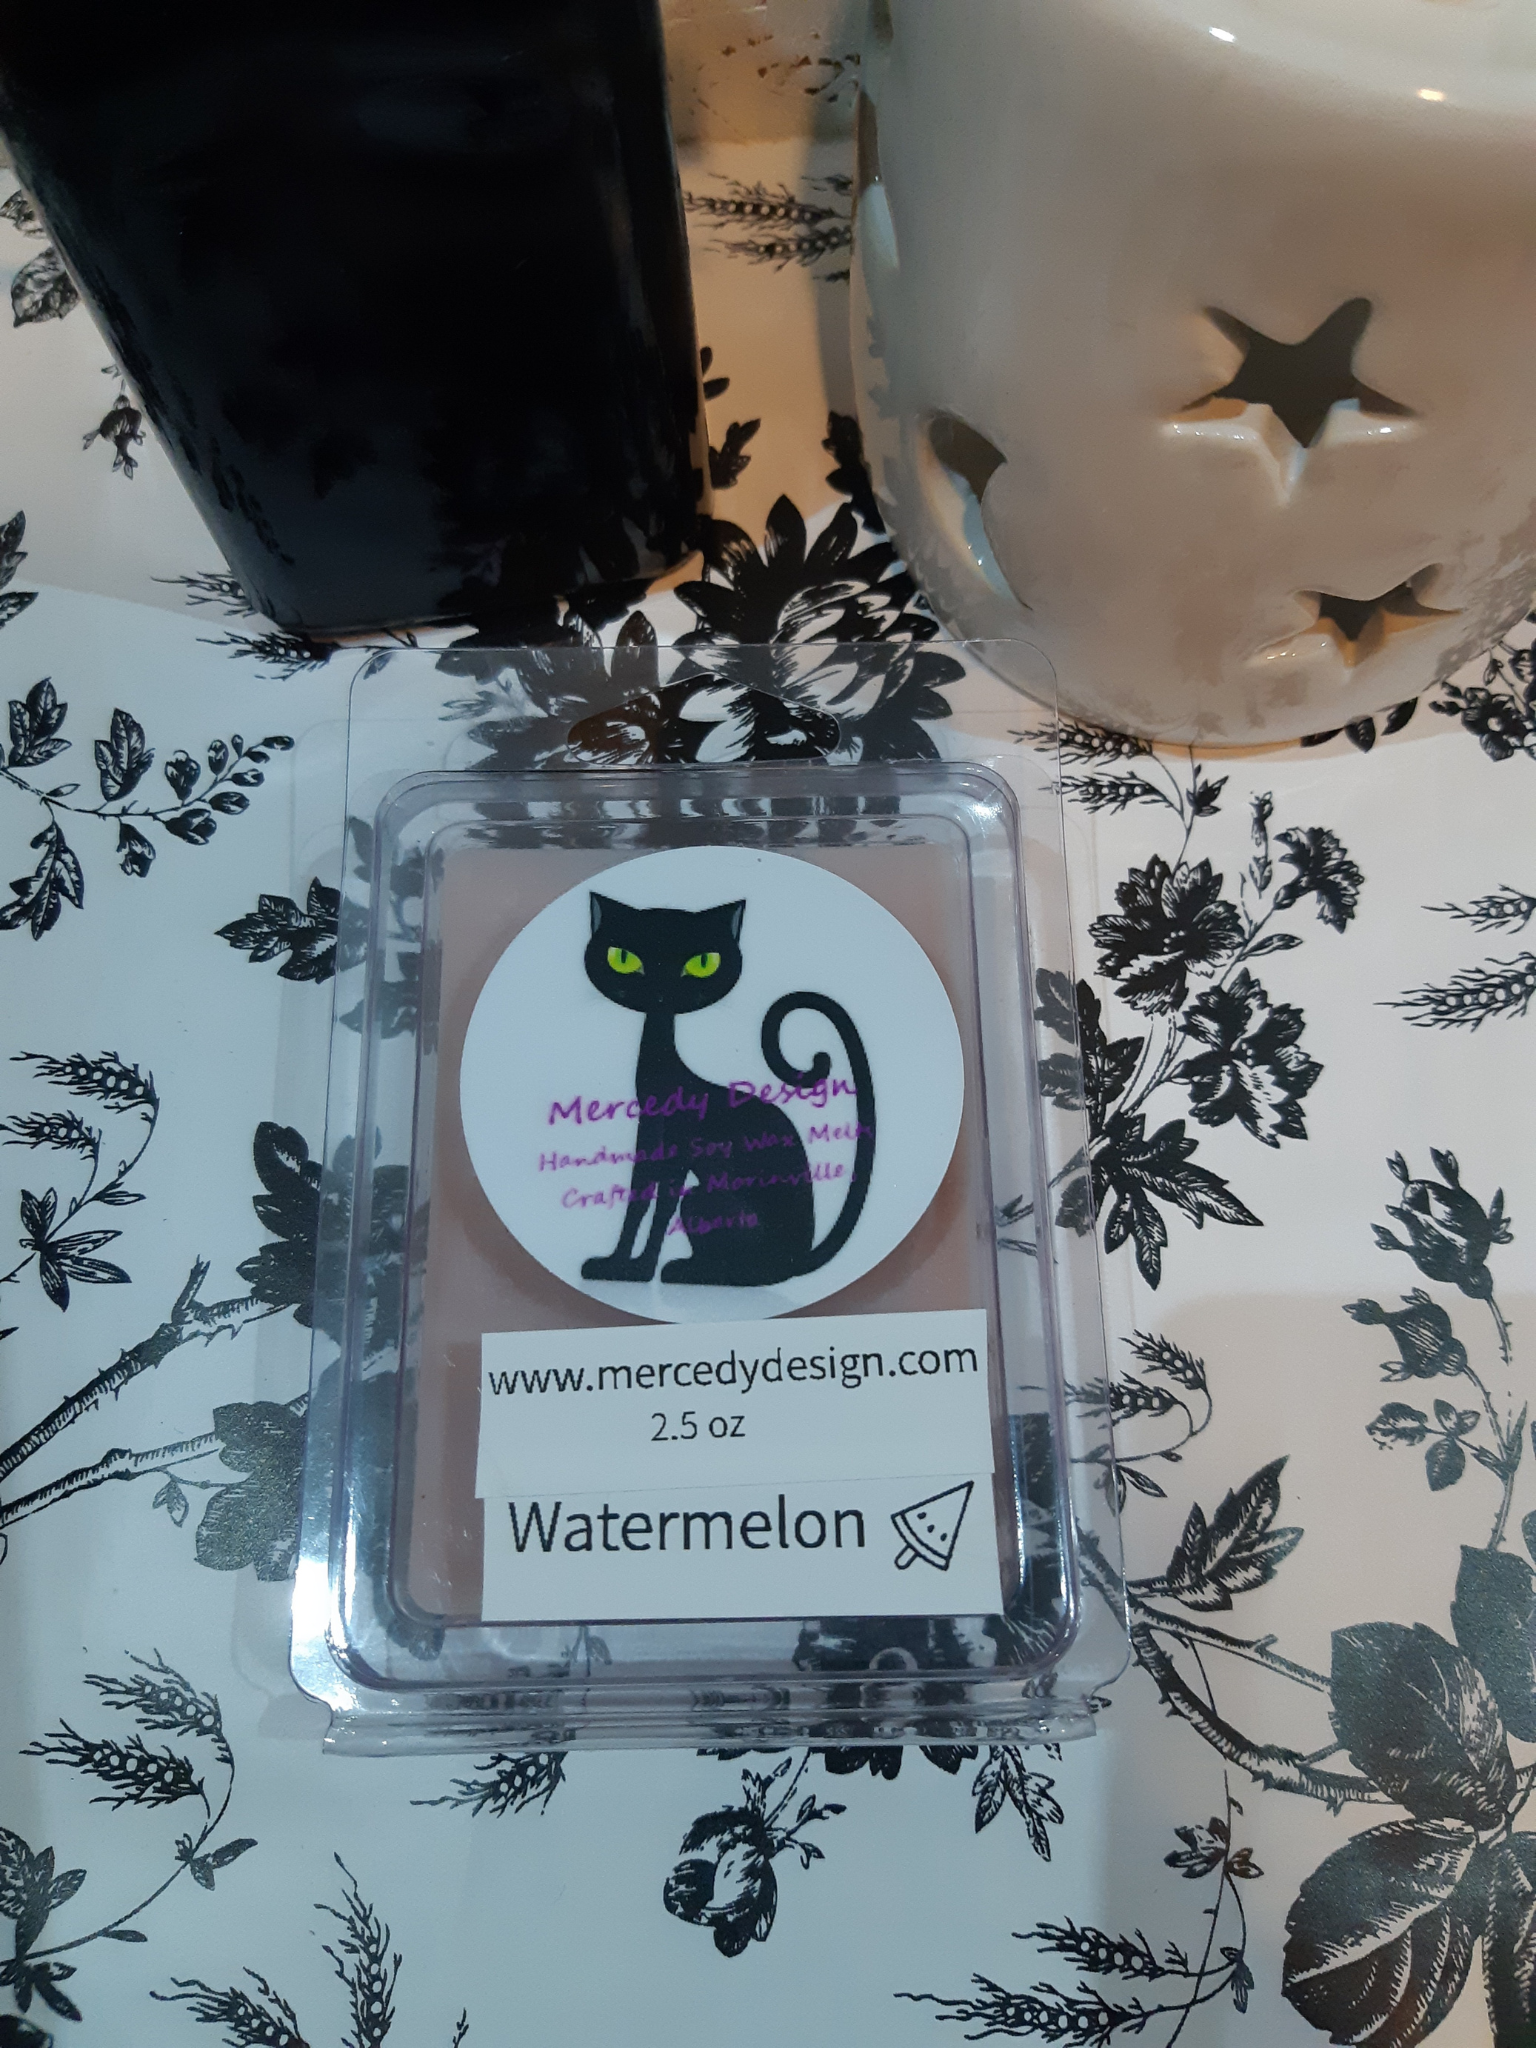 Mercedy Design
Handmade Soy Wax Melts
Crafted in Morinville,
Alberta
www.mercedydesign.com
2.5 oz
Watermelon